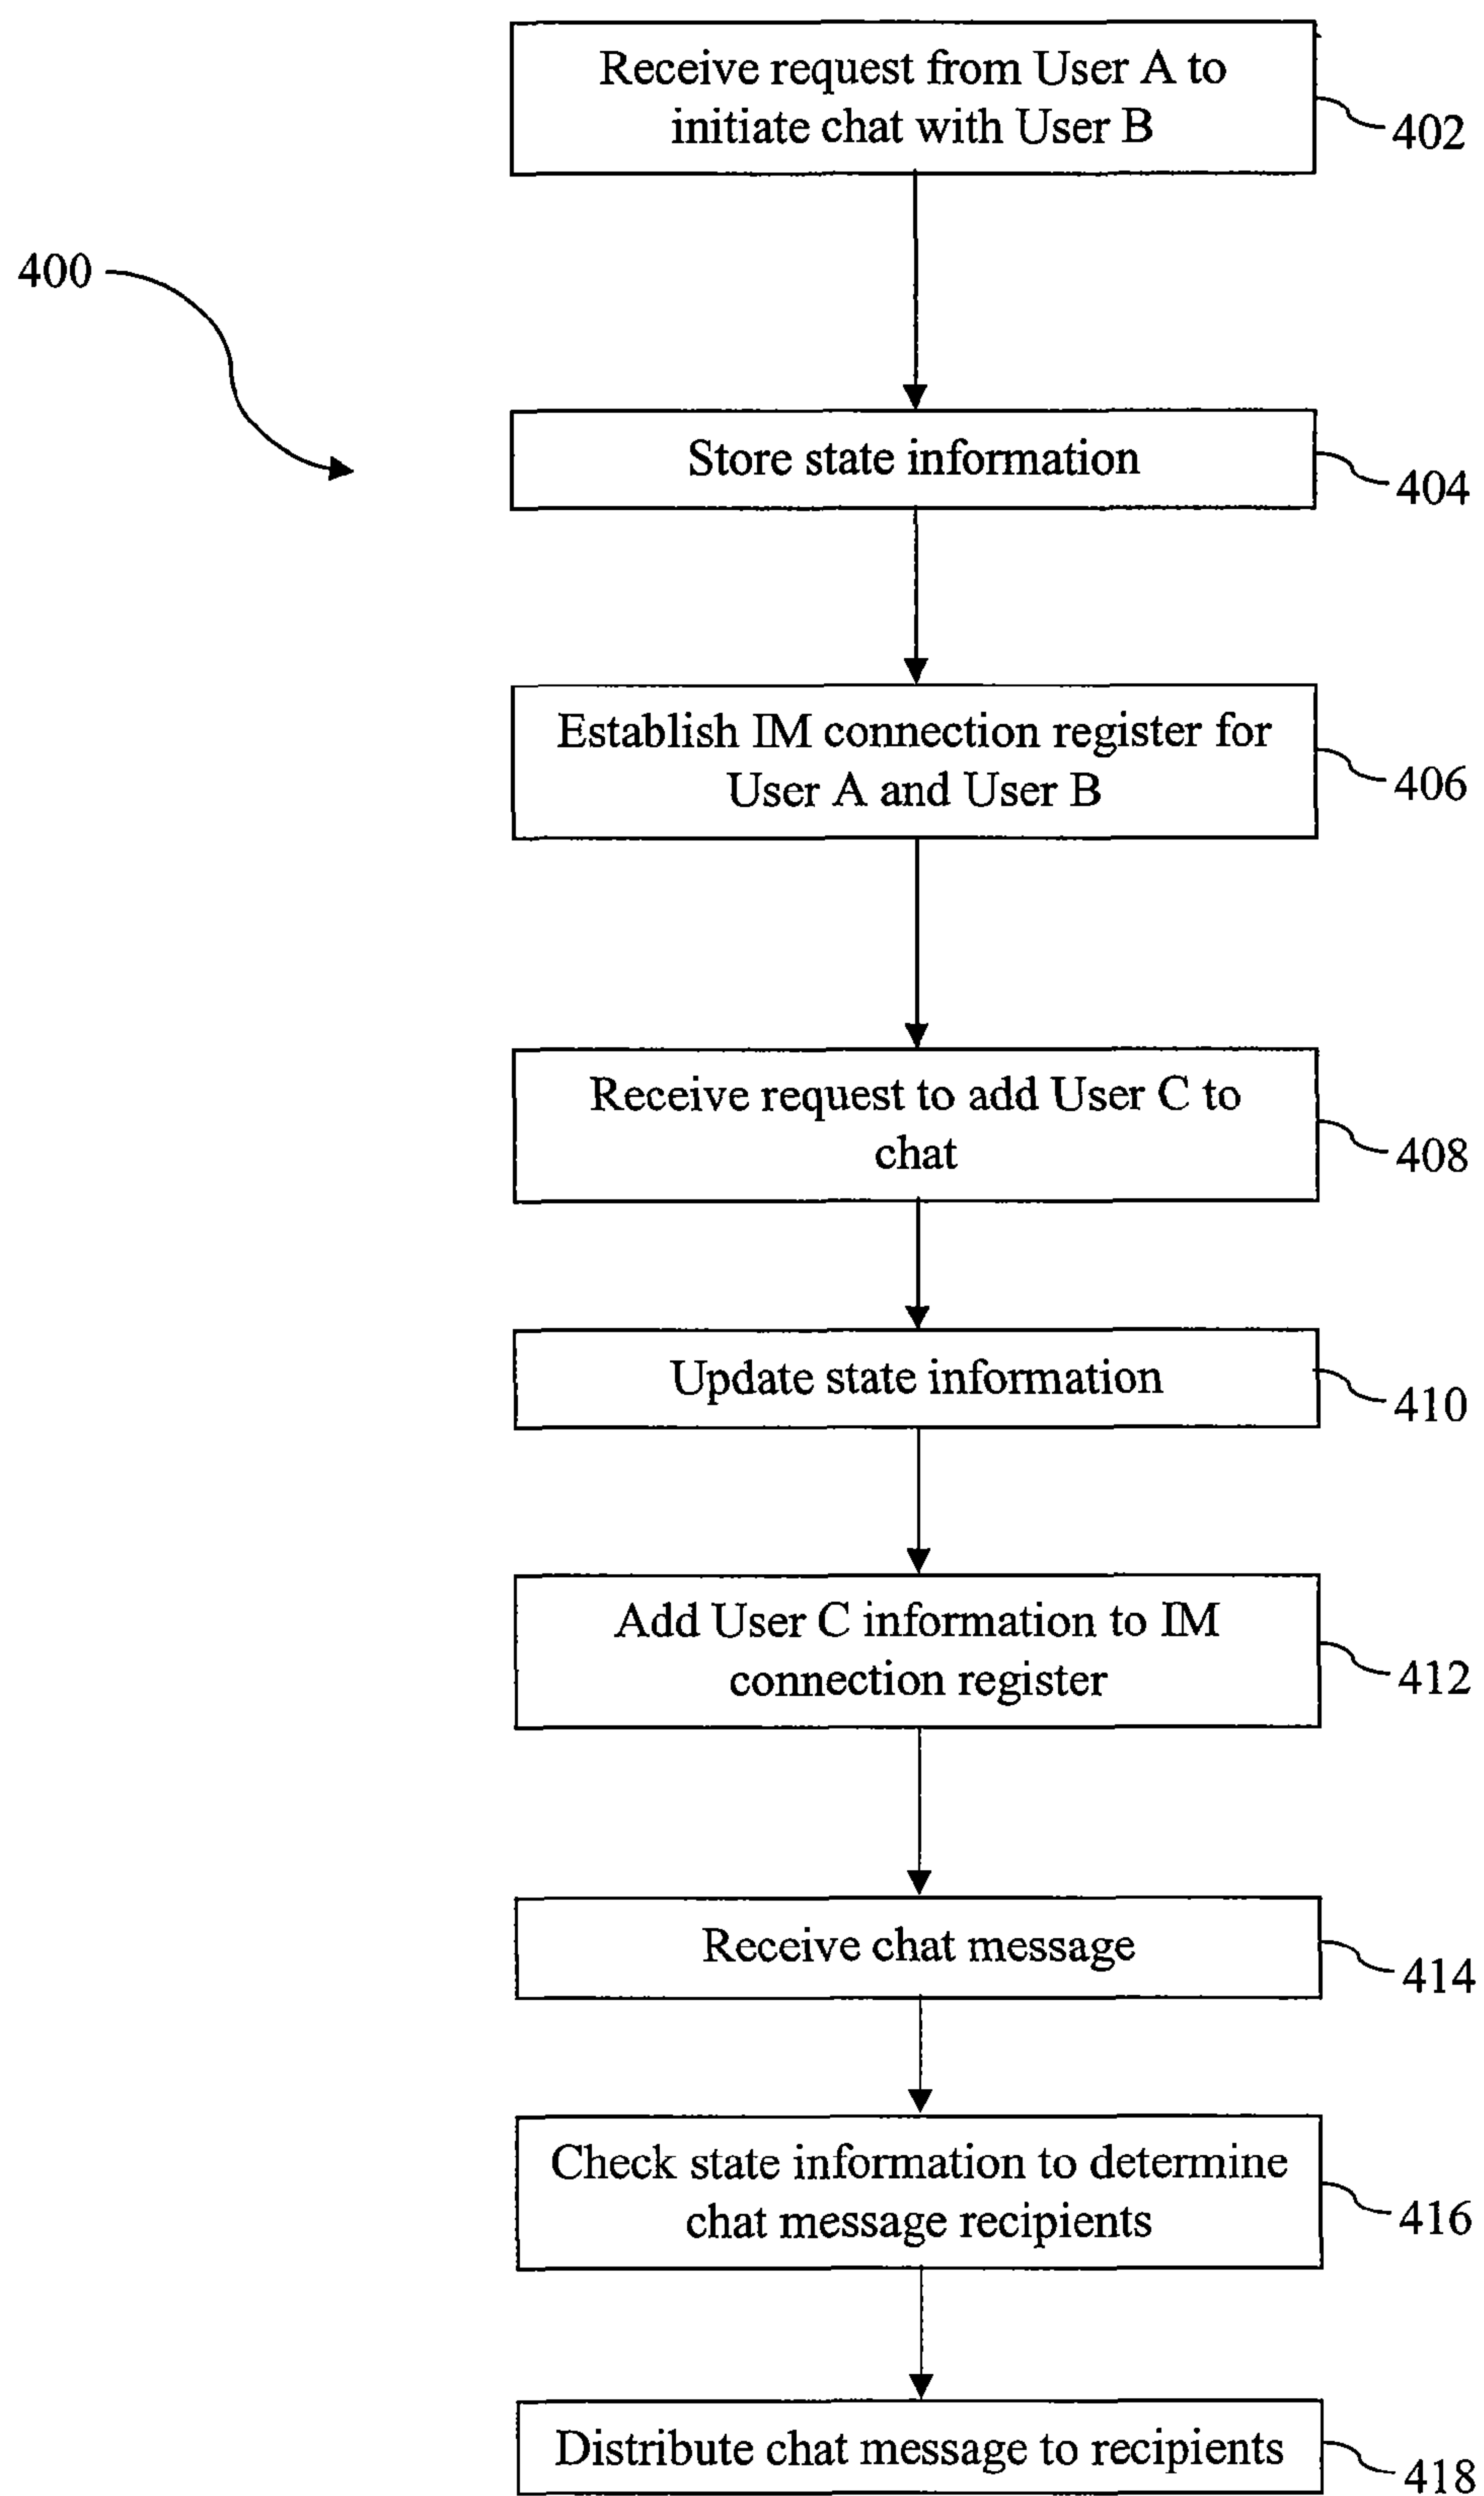 Receive request from User A to
initiate chat with User B
402
400
Store state information
404
Establish IM connection register for
User A and User B
406
Receive request to add User C to
chat
408
Update state information
410
Add User C information to IM
connection register
412
Receive chat message
414
Check state information to determine
chat message recipients
416
Distribute chat message to recipients
418